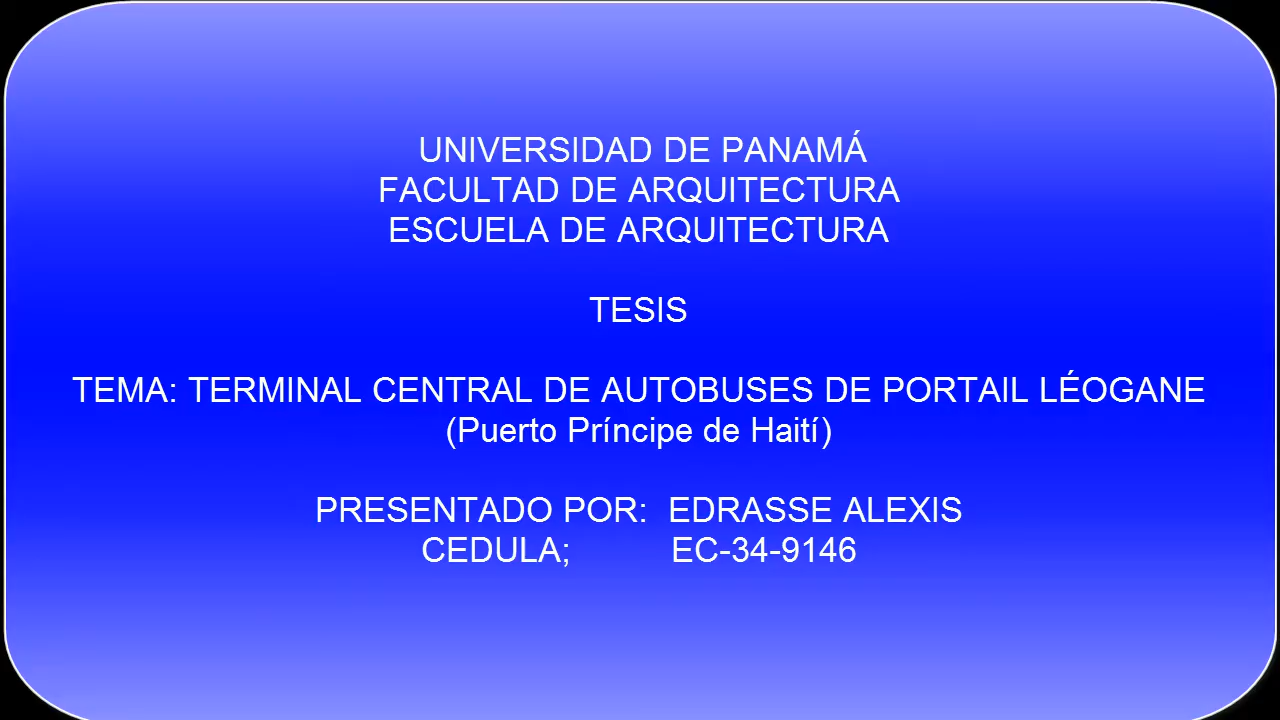 UNIVERSIDAD DE PANAMÁ
FACULTAD DE ARQUITECTURA
ESCUELA DE ARQUITECTURA
TESIS
TEMA: TERMINAL CENTRAL DE AUTOBUSES DE PORTAIL LÉOGANE
(Puerto Príncipe de Haití)
PRESENTADO POR: EDRASSE ALEXIS
CEDULA; EC-34-9146